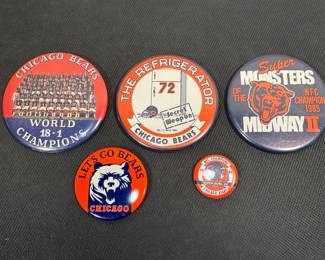 CHICAGO BEARS
WORLD
18-1
CHAMPIONS
THE REFRIGERATOR
72
Secret
Weapon
CHICAGO BEARS
Super
MONSTERS
OF THE
NFC
CHAMPIONS
1985
MIDWAY II
LET'S GO BEARS
CHICAGO